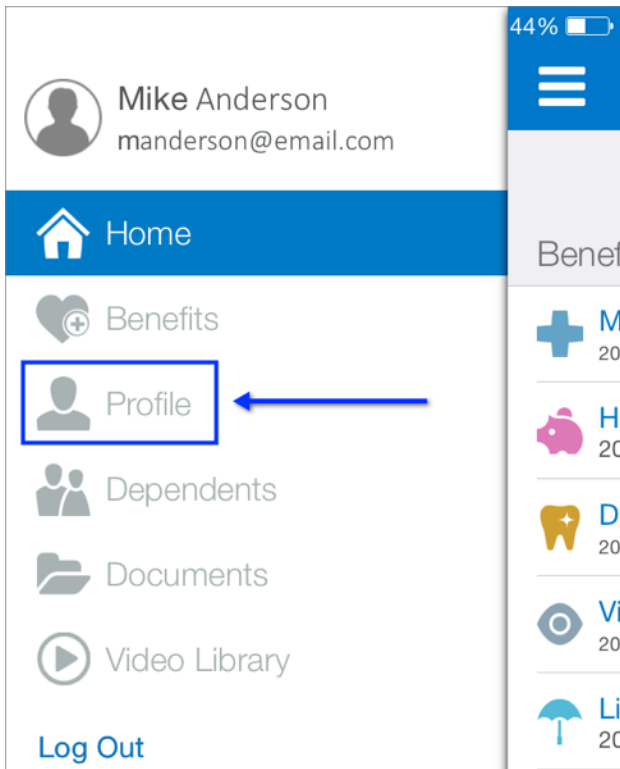 Mike Anderson
manderson@email.com
Home
Benefits
Profile
Dependents
Documents
Video Library
Log Out
44%